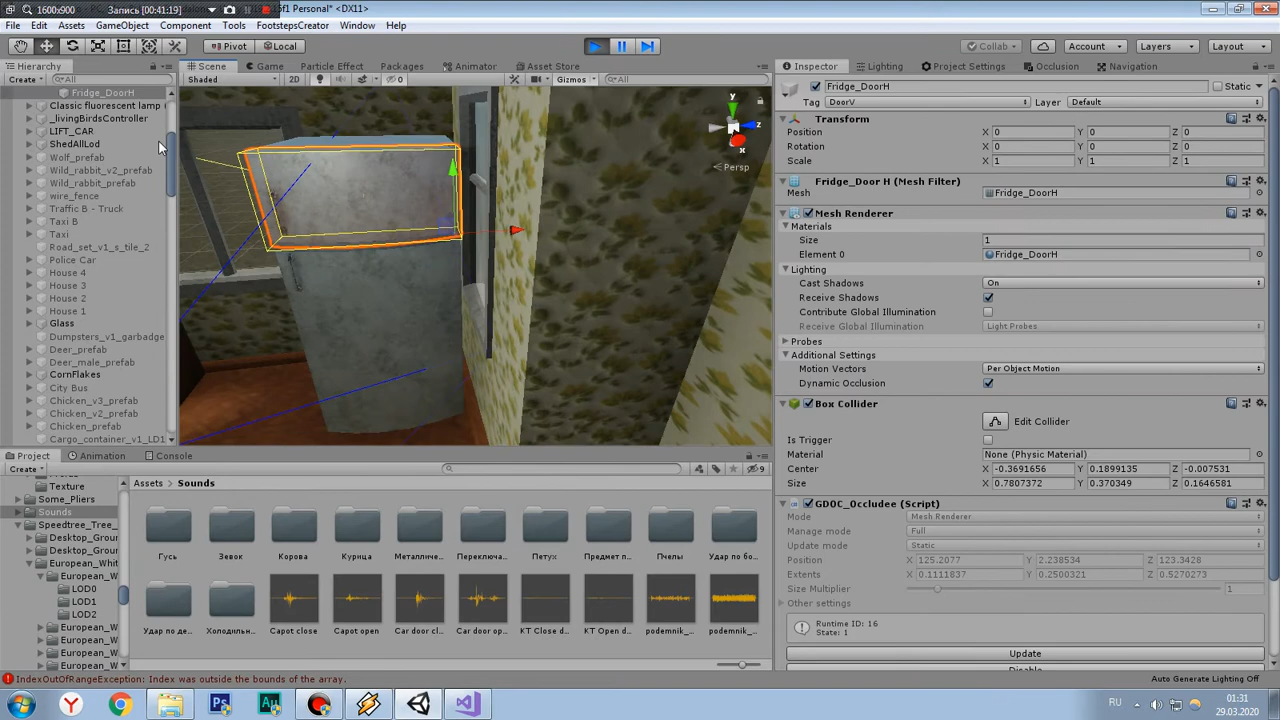 1600x900 Запись [00:41:19] 5f1 Personal* <DX11>
File Edit Assets GameObject Component Tools FootstepsCreator Window Help
Pivot Local Collab Account Layers Layout
Hierarchy Scene Game Particle Effect Packages Animator Asset Store Inspector Lighting Project Settings Occlusion Navigation
Create All Shaded 2D 0 Gizmos All
Fridge_DoorH
Classic fluorescent lamp (
_livingBirdsController
LIFT_CAR
ShedAllLod
Wolf_prefab
Wild_rabbit_v2_prefab
Wild_rabbit_prefab
wire_fence
Traffic B - Truck
Taxi B
Taxi
Road_set_v1_s_tile_2
Police Car
House 4
House 3
House 2
House 1
Glass
Dumpsters_v1_garbadge
Deer_prefab
Deer_male_prefab
CornFlakes
City Bus
Chicken_v3_prefab
Chicken_v2_prefab
Chicken_prefab
Cargo_container_v1_LD1
y
z
x
Persp
Fridge_DoorH Static
Tag DoorV Layer Default
Transform
Position X 0 Y 0 Z 0
Rotation X 0 Y 0 Z 0
Scale X 1 Y 1 Z 1
Fridge_Door H (Mesh Filter)
Mesh Fridge_DoorH
Mesh Renderer
Materials
Size 1
Element 0 Fridge_DoorH
Lighting
Cast Shadows On
Receive Shadows
Contribute Global Illumination
Receive Global Illumination Light Probes
Probes
Additional Settings
Motion Vectors Per Object Motion
Dynamic Occlusion
Box Collider
Edit Collider
Is Trigger
Material None (Physic Material)
Center X -0.3691656 Y 0.1899135 Z -0.007531
Size X 0.7807372 Y 0.370349 Z 0.1646581
GDOC_Occludee (Script)
Mode Mesh Renderer
Manage mode Full
Update mode Static
Position X 125.2077 Y 2.238534 Z 123.3428
Extents X 0.1111837 Y 0.2500321 Z 0.5270273
Size Multiplier 1
Other settings
Runtime ID: 16
State: 1
Update
Disable
Project Animation Console
Create 9
Texture
Some_Pliers
Sounds
Speedtree_Tree_
Desktop_Grour
Desktop_Grour
European_Whit
European_W
LOD0
LOD1
LOD2
European_W
European_W
European_W
European_W
Assets Sounds
Гусь Зевок Корова Курица Металличе... Переключа... Петух Предмет п... Пчелы Удар по бо...
Удар по де... Холодильн... Capot close Capot open Car door cl... Car door op... KT Close d... KT Open d... podemnik_... podemnik_...
IndexOutOfRangeException: Index was outside the bounds of the array. Auto Generate Lighting Off
RU 01:31
29.03.2020